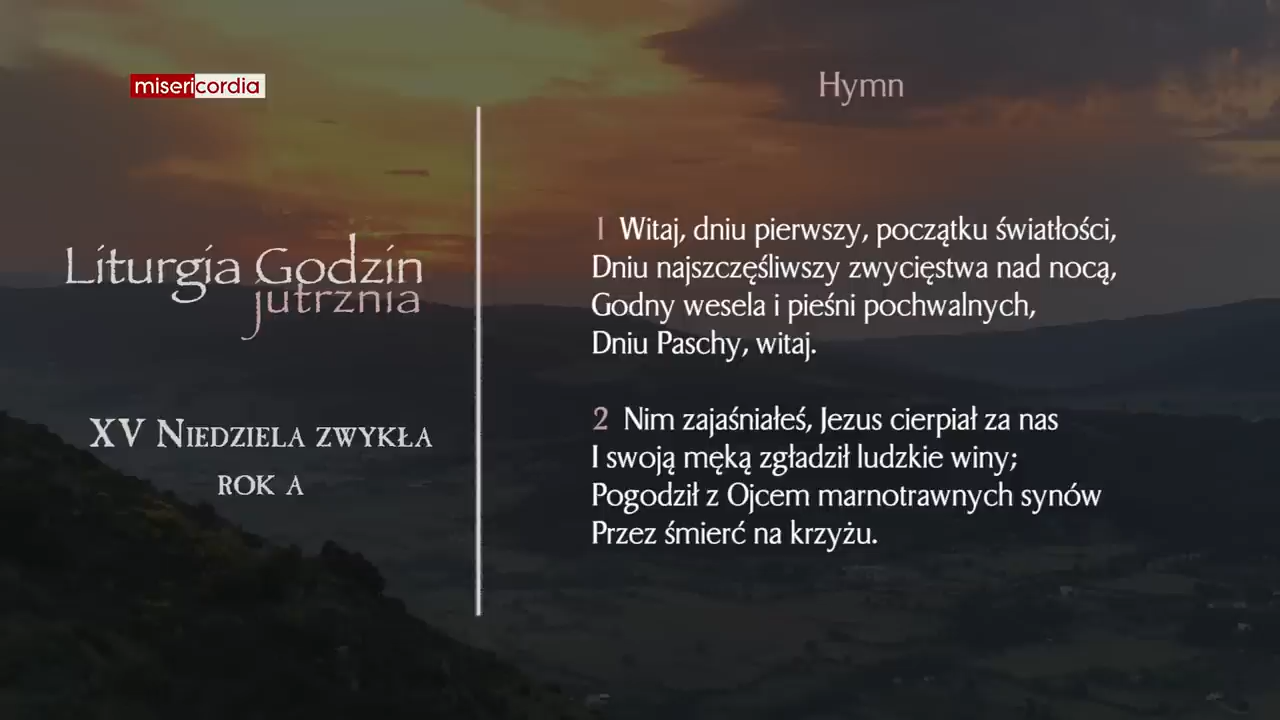 misericordia
Liturgia Godzin
jutrznia
XV Niedziela zwykła
rok A
Hymn
1 Witaj, dniu pierwszy, początku światłości,
Dniu najszczęśliwszy zwycięstwa nad nocą,
Godny wesela i pieśni pochwalnych,
Dniu Paschy, witaj.
2 Nim zajaśniałeś, Jezus cierpiał za nas
I swoją męką zgładził ludzkie winy;
Pogodził z Ojcem marnotrawnych synów
Przez śmierć na krzyżu.